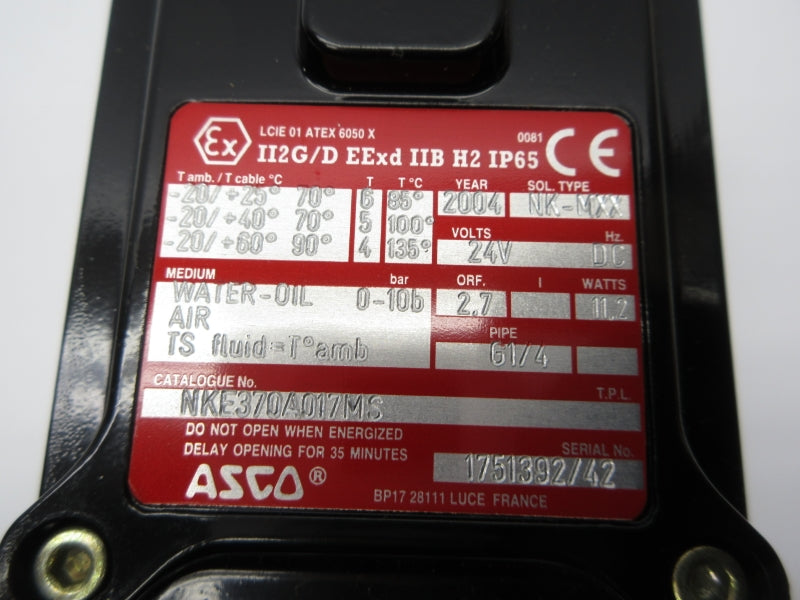 Ex LCIE 01 ATEX 6050 X 0081 CE
II2G/D EExd IIB H2 IP65
T amb. / T cable °C T T °C YEAR SOL. TYPE
-20/ +25° 70° 6 85° 2004 NK-MXX
-20/ +40° 70° 5 100° VOLTS Hz.
-20/ +60° 90° 4 135° 24V DC
MEDIUM bar ORF. I WATTS
WATER-OIL 0-10b 2,7 11.2
AIR PIPE
TS fluid=T°amb G1/4
CATALOGUE No. T.P.L.
NKE370A017MS
DO NOT OPEN WHEN ENERGIZED
DELAY OPENING FOR 35 MINUTES SERIAL No.
ASCO® 1751392/42
BP17 28111 LUCE FRANCE